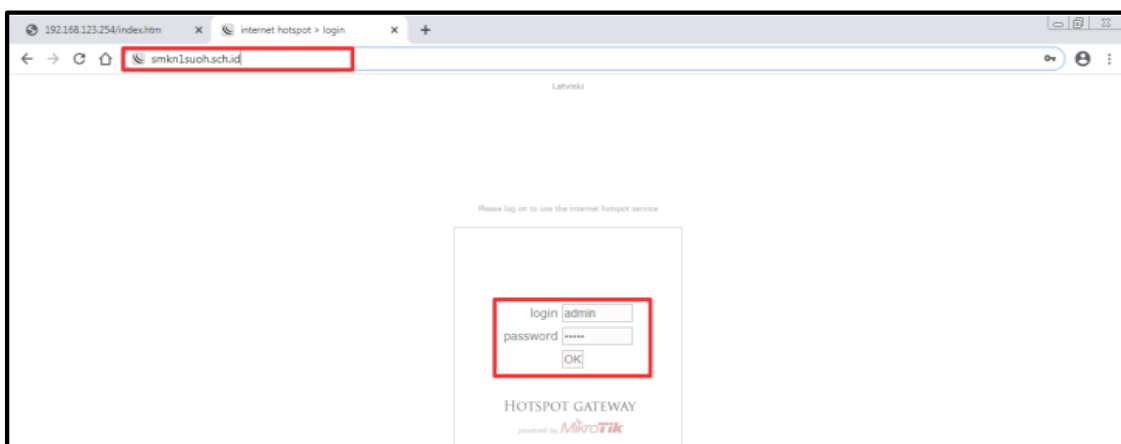 192.168.123.254/index.htm
internet hotspot > login
smkn1suoh.sch.id
Latviski
Please log on to use the internet hotspot service
login admin
password •••••
OK
HOTSPOT GATEWAY
powered by MikroTik